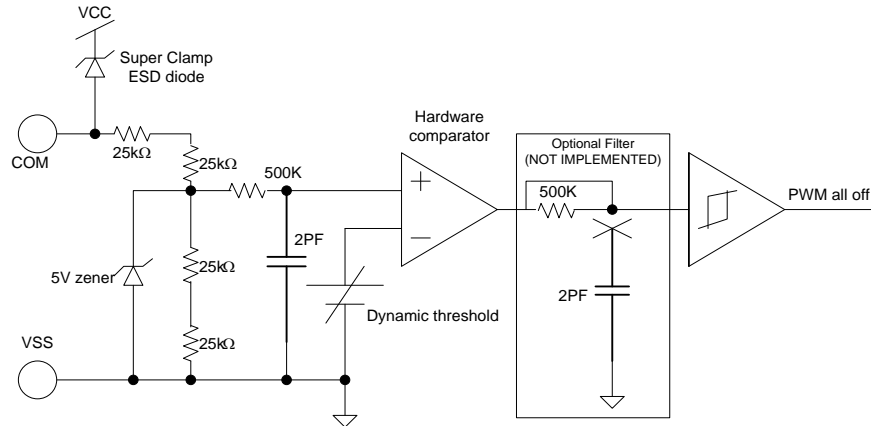 VCC
Super Clamp
ESD diode
COM
25kΩ
25kΩ
500K
Hardware
comparator
Optional Filter
(NOT IMPLEMENTED)
500K
PWM all off
+
−
2PF
25kΩ
5V zener
Dynamic threshold
2PF
25kΩ
VSS